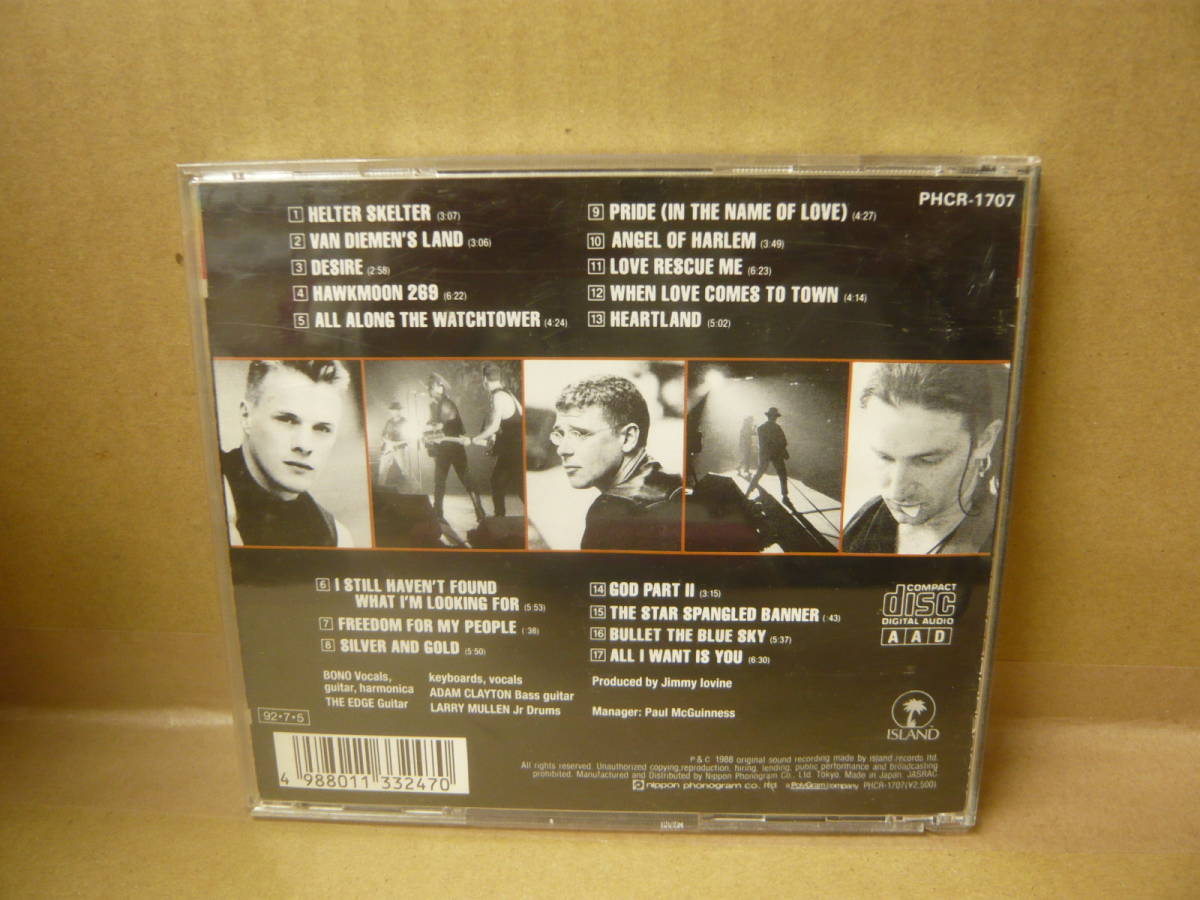 PHCR-1707
1 HELTER SKELTER (3:07)
2 VAN DIEMEN'S LAND (3:06)
3 DESIRE (2:58)
4 HAWKMOON 269 (6:22)
5 ALL ALONG THE WATCHTOWER (4:24)
9 PRIDE (IN THE NAME OF LOVE) (4:27)
10 ANGEL OF HARLEM (3:49)
11 LOVE RESCUE ME (6:23)
12 WHEN LOVE COMES TO TOWN (4:14)
13 HEARTLAND (5:02)
6 I STILL HAVEN'T FOUND
WHAT I'M LOOKING FOR (5:53)
7 FREEDOM FOR MY PEOPLE (:38)
8 SILVER AND GOLD (5:50)
14 GOD PART II (3:15)
15 THE STAR SPANGLED BANNER (:43)
16 BULLET THE BLUE SKY (5:37)
17 ALL I WANT IS YOU (6:30)
COMPACT
disc
DIGITAL AUDIO
A A D
BONO Vocals,
guitar, harmonica
THE EDGE Guitar
keyboards, vocals
ADAM CLAYTON Bass guitar
LARRY MULLEN Jr Drums
Produced by Jimmy Iovine
Manager: Paul McGuinness
ISLAND
92・7・5
4 988011 332470
P & C 1988 original sound recording made by island records ltd.
All rights reserved. Unauthorized copying, reproduction, hiring, lending, public performance and broadcasting
prohibited. Manufactured and Distributed by Nippon Phonogram Co., Ltd. Tokyo. Made in Japan JASRAC
nippon phonogram co., ltd. a PolyGram company PHCR-1707(¥2,500)